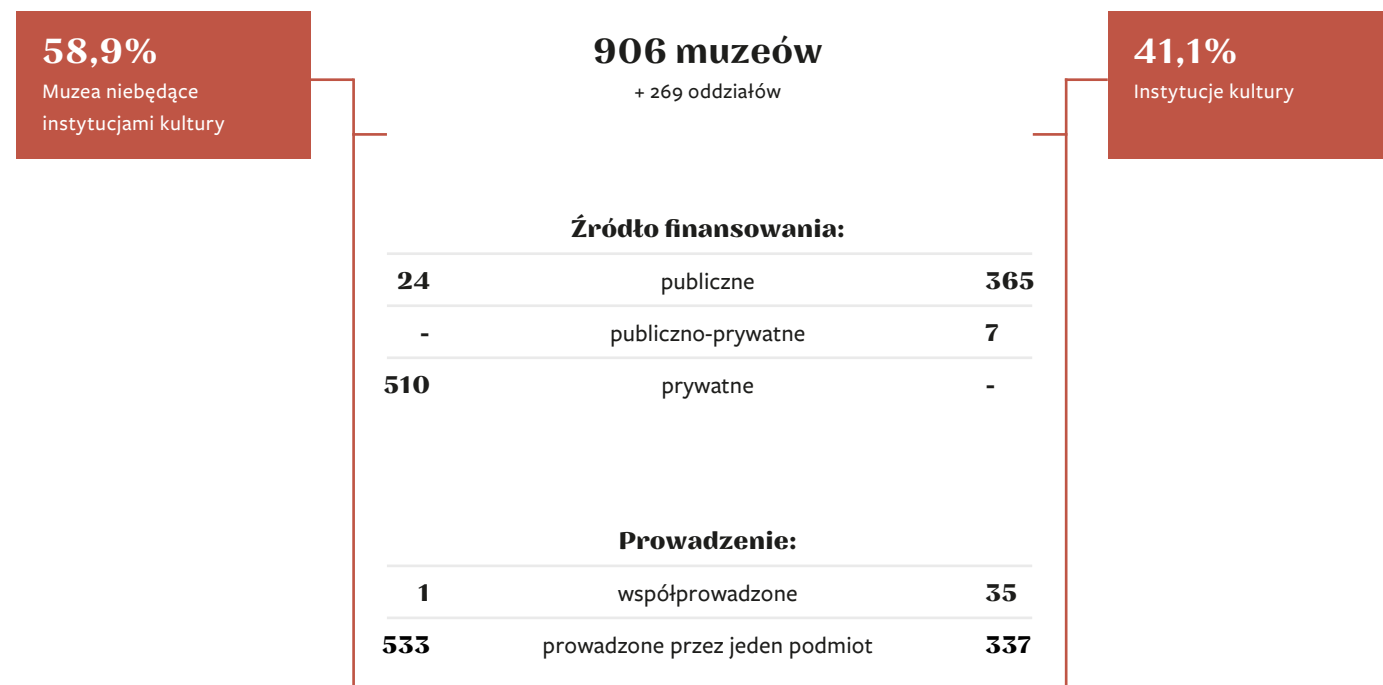 58,9%
Muzea niebędące
instytucjami kultury
906 muzeów
+ 269 oddziałów
41,1%
Instytucje kultury
Źródło finansowania:
24 publiczne 365
- publiczno-prywatne 7
510 prywatne -
Prowadzenie:
1 współprowadzone 35
533 prowadzone przez jeden podmiot 337